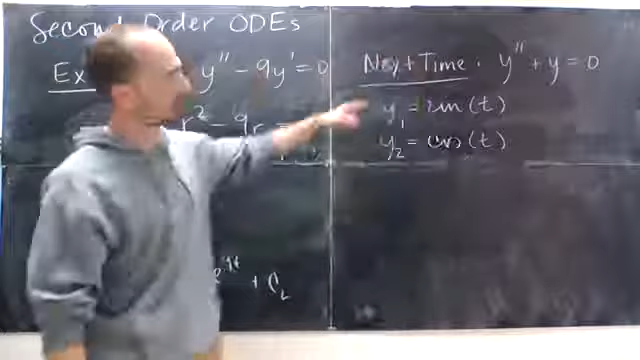 Second Order ODEs
Ex y'' - 9y' = 0
r² - 9r =
e^9t + C₂
Next Time. y'' + y = 0
y₁ = sin(t)
y₂ = cos(t)